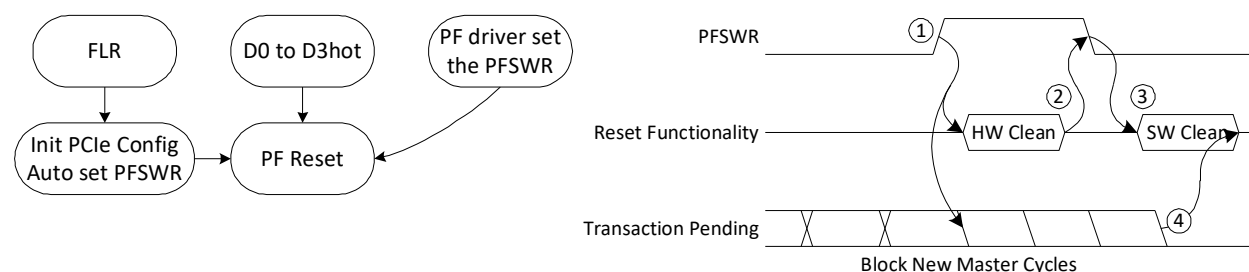 FLR
D0 to D3hot
PF driver set
the PFSWR
Init PCIe Config
Auto set PFSWR
PF Reset
PFSWR
1
2
3
Reset Functionality
HW Clean
SW Clean
Transaction Pending
4
Block New Master Cycles